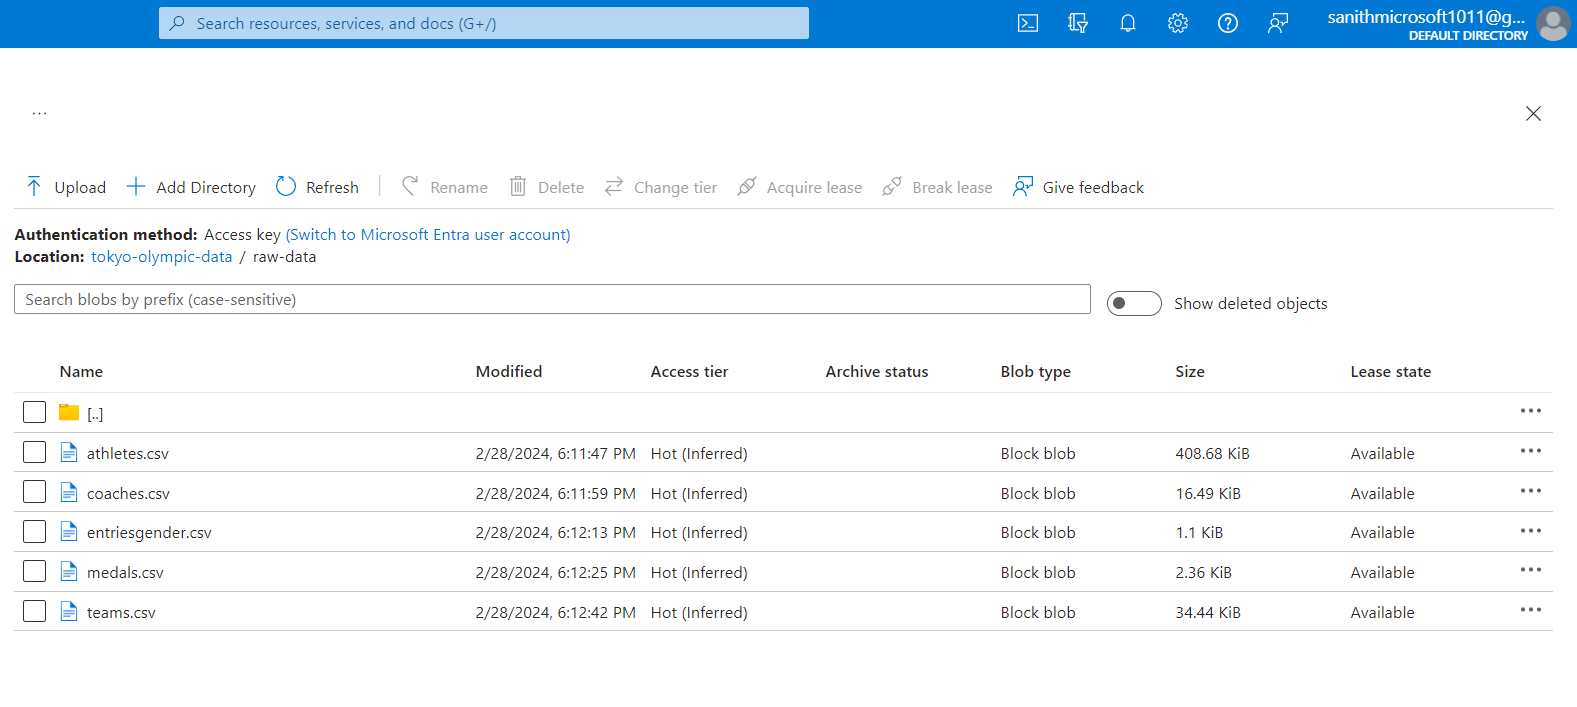 Search resources, services, and docs (G+/)
sanithmicrosoft1011@g...
DEFAULT DIRECTORY
...
Upload Add Directory Refresh Rename Delete Change tier Acquire lease Break lease Give feedback
Authentication method: Access key (Switch to Microsoft Entra user account)
Location: tokyo-olympic-data / raw-data
Search blobs by prefix (case-sensitive)
Show deleted objects
Name Modified Access tier Archive status Blob type Size Lease state
[..]
athletes.csv 2/28/2024, 6:11:47 PM Hot (Inferred) Block blob 408.68 KiB Available
coaches.csv 2/28/2024, 6:11:59 PM Hot (Inferred) Block blob 16.49 KiB Available
entriesgender.csv 2/28/2024, 6:12:13 PM Hot (Inferred) Block blob 1.1 KiB Available
medals.csv 2/28/2024, 6:12:25 PM Hot (Inferred) Block blob 2.36 KiB Available
teams.csv 2/28/2024, 6:12:42 PM Hot (Inferred) Block blob 34.44 KiB Available